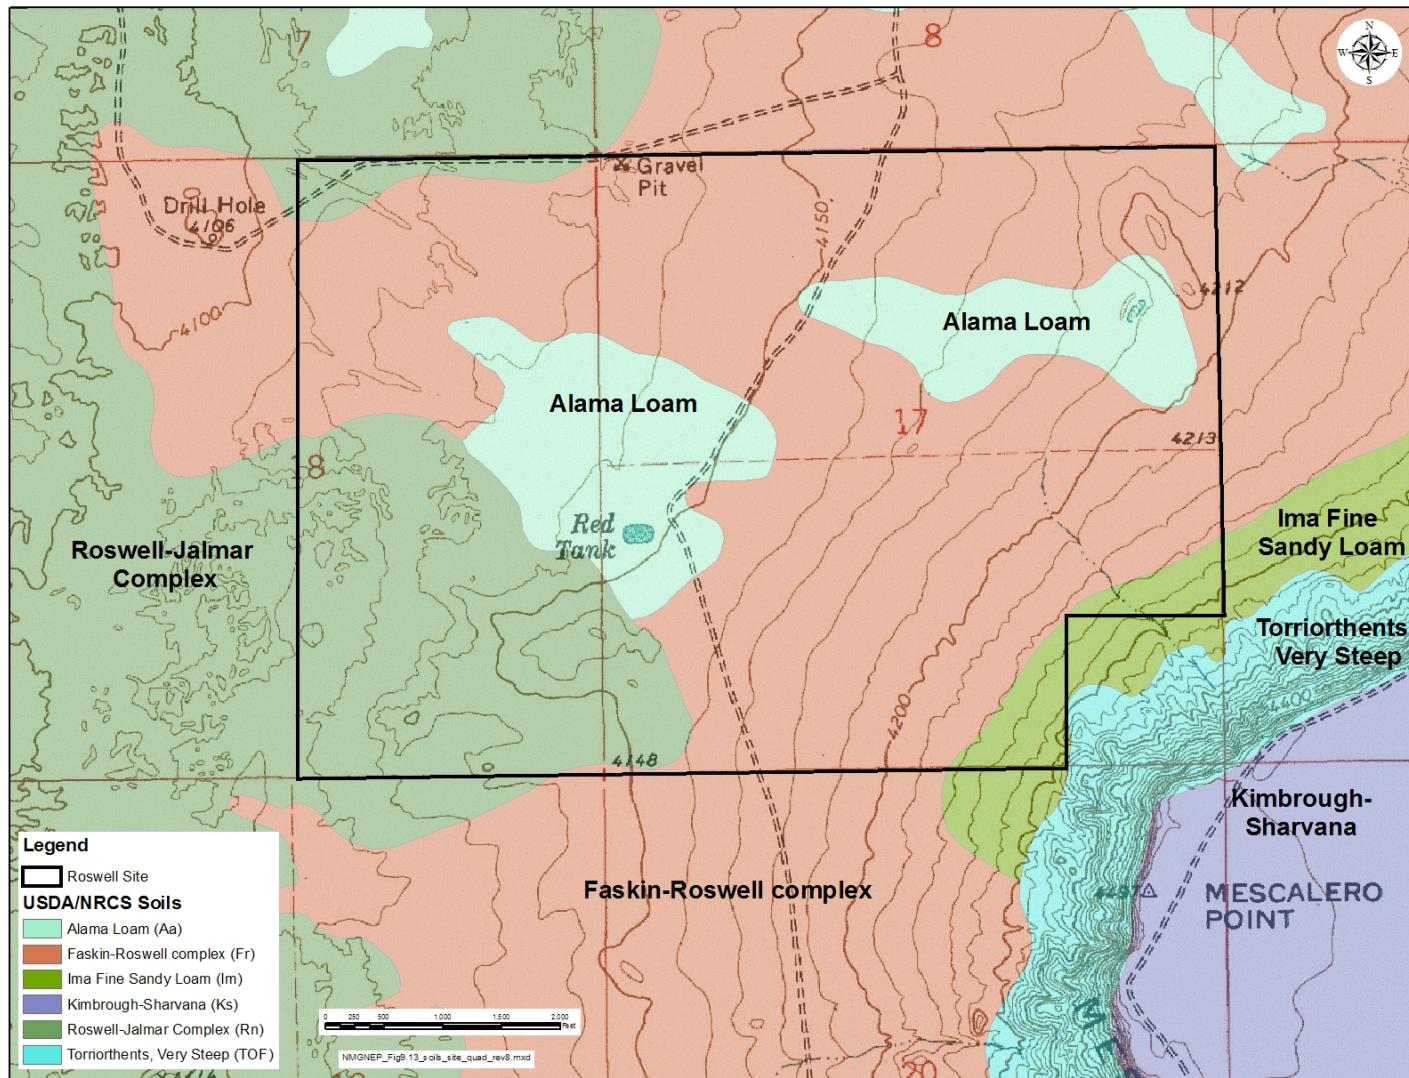 7
8
N
W E
S
Gravel
Pit
Drill Hole
4106
4150
4212
4100
Alama Loam
Alama Loam
17
4213
18
Ima Fine
Sandy Loam
Red
Tank
Roswell-Jalmar
Complex
Torriorthents
Very Steep
4400
4200
4148
Kimbrough-
Sharvana
Faskin-Roswell complex
MESCALERO
POINT
Legend
Roswell Site
USDA/NRCS Soils
Alama Loam (Aa)
Faskin-Roswell complex (Fr)
Ima Fine Sandy Loam (Im)
Kimbrough-Sharvana (Ks)
Roswell-Jalmar Complex (Rn)
Torriorthents, Very Steep (TOF)
0 250 500 1,000 1,500 2,000
Feet
NMGNEP_Fig9.13_soils_site_quad_rev8.mxd
20